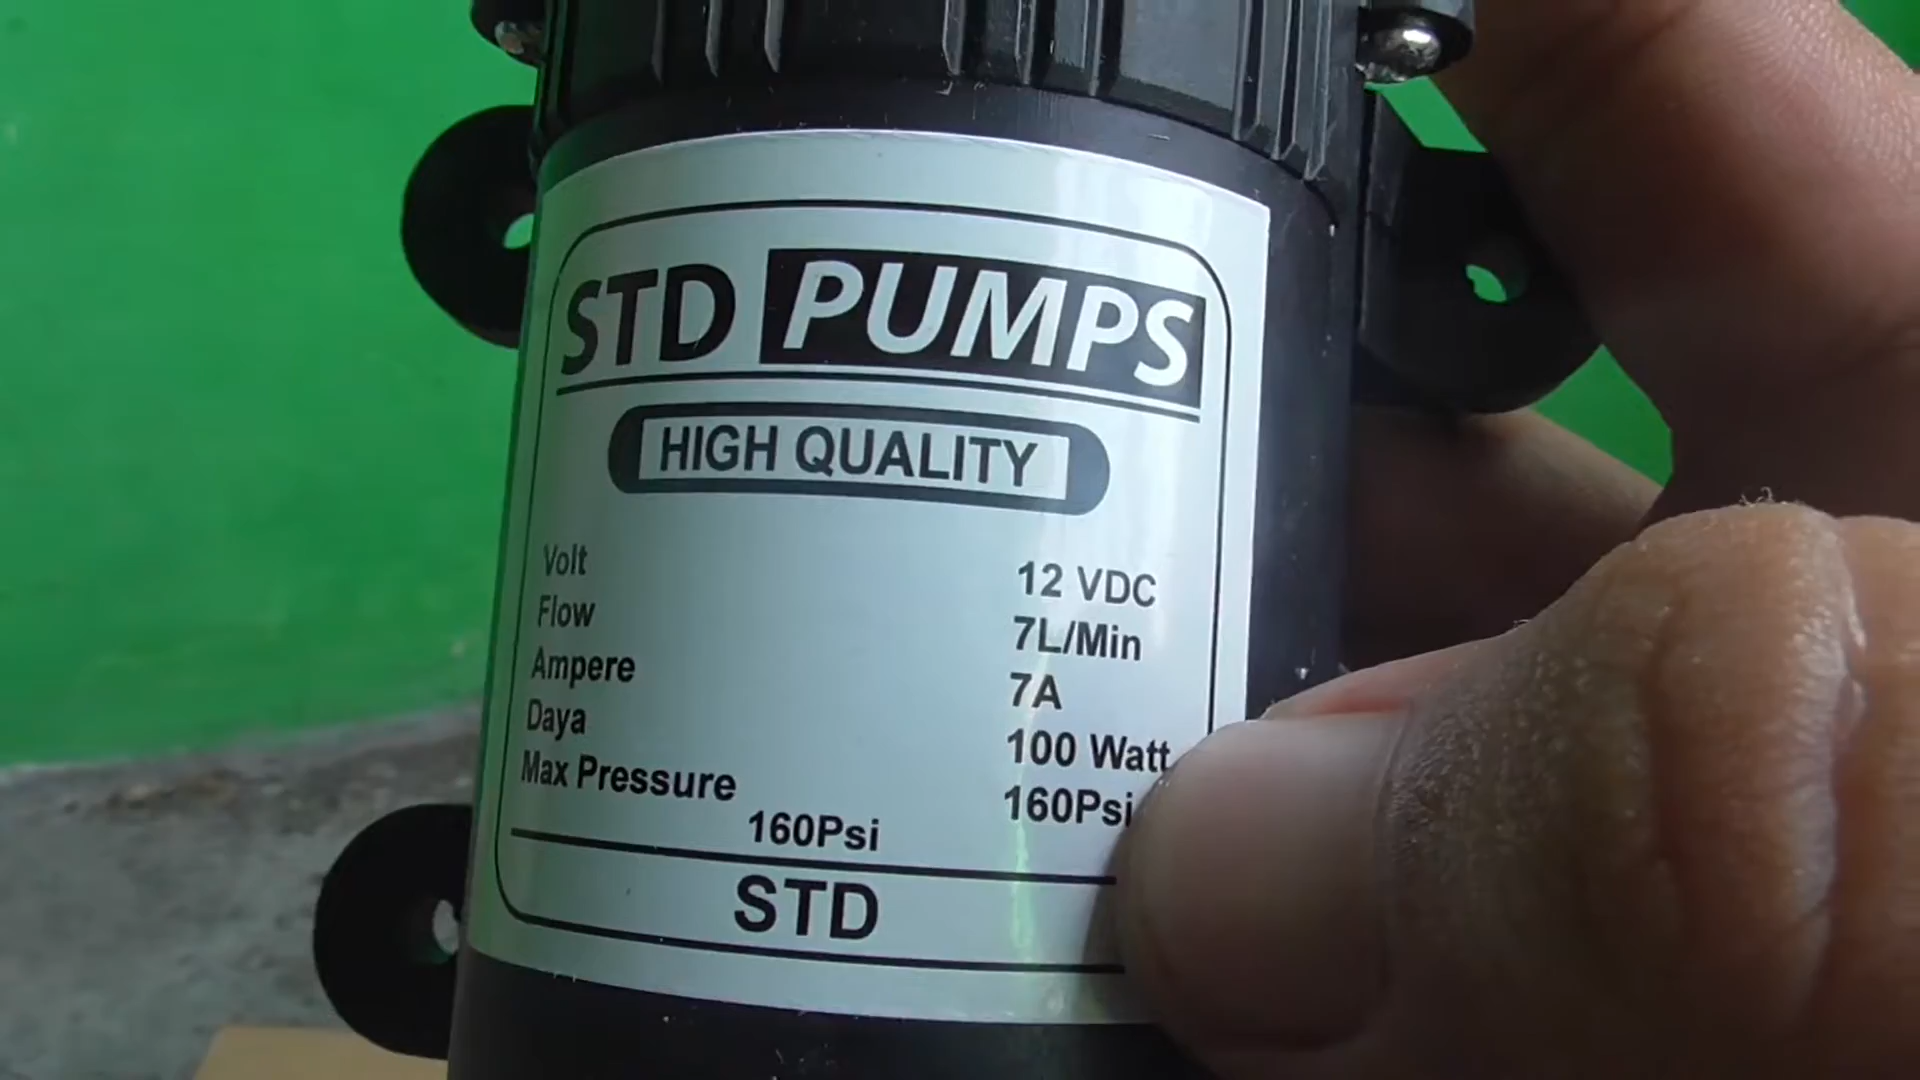 STD PUMPS
HIGH QUALITY
Volt 12 VDC
Flow 7L/Min
Ampere 7A
Daya 100 Watt
Max Pressure 160Psi
160Psi
STD